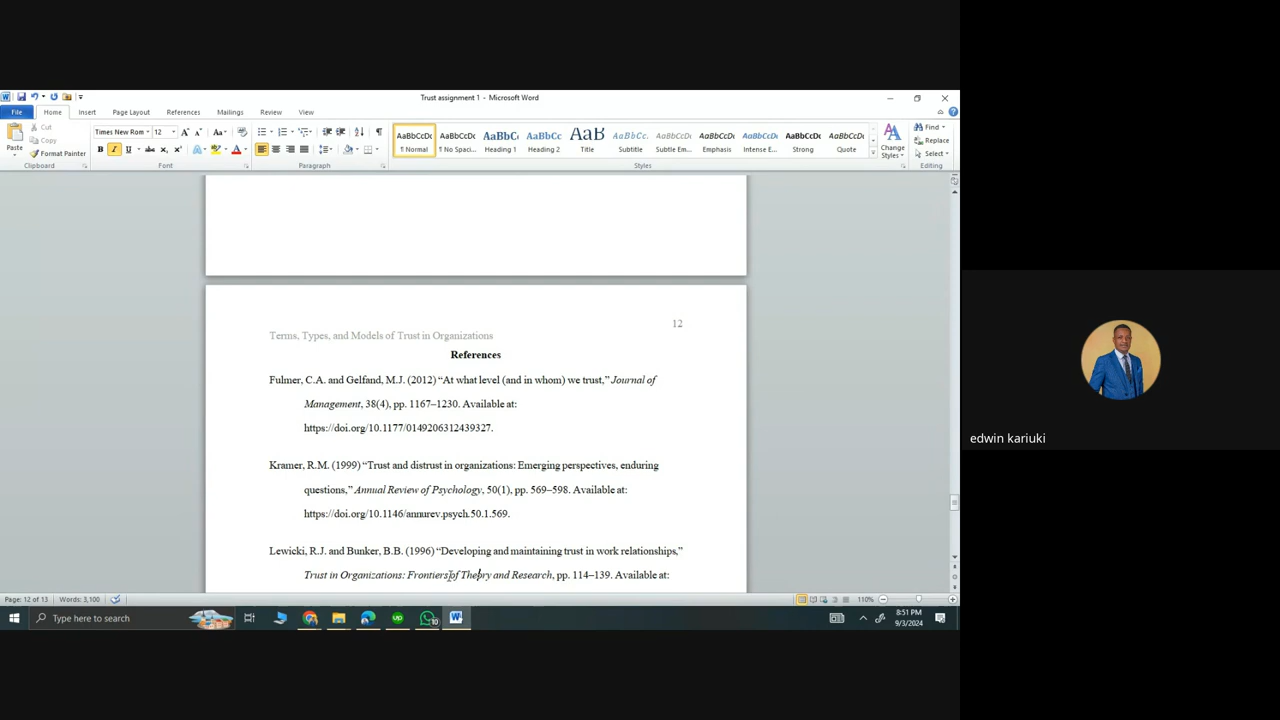 Trust assignment 1 - Microsoft Word
File Home Insert Page Layout References Mailings Review View
Paste
Cut
Copy
Format Painter
Clipboard
Times New Rom 12
Font
Paragraph
AaBbCcDc AaBbCcDc AaBbC AaBbCc AaB AaBbCc. AaBbCcDc AaBbCcDc AaBbCcDc AaBbCcDc AaBbCcDc
¶ Normal ¶ No Spaci... Heading 1 Heading 2 Title Subtitle Subtle Em... Emphasis Intense E... Strong Quote
Styles
Change
Styles
Find
Replace
Select
Editing
12
Terms, Types, and Models of Trust in Organizations
References
Fulmer, C.A. and Gelfand, M.J. (2012) “At what level (and in whom) we trust,” Journal of
Management, 38(4), pp. 1167–1230. Available at:
https://doi.org/10.1177/0149206312439327.
Kramer, R.M. (1999) “Trust and distrust in organizations: Emerging perspectives, enduring
questions,” Annual Review of Psychology, 50(1), pp. 569–598. Available at:
https://doi.org/10.1146/annurev.psych.50.1.569.
Lewicki, R.J. and Bunker, B.B. (1996) “Developing and maintaining trust in work relationships,”
Trust in Organizations: Frontiers of Theory and Research, pp. 114–139. Available at:
Page: 12 of 13 Words: 3,100
110%
Type here to search
8:51 PM
9/3/2024
edwin kariuki